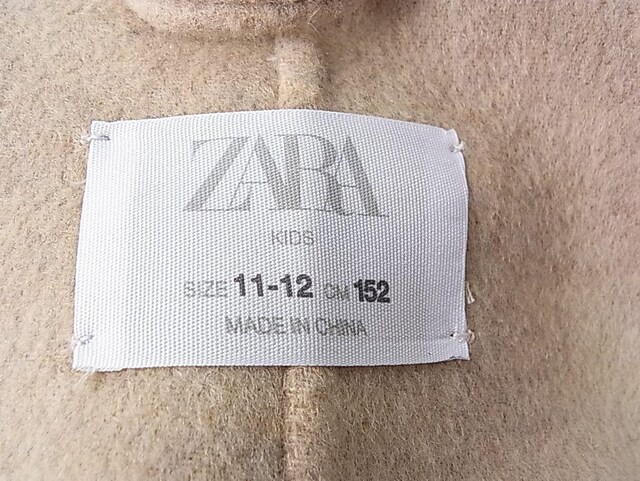 ZARA
KIDS
SIZE 11-12 CM 152
MADE IN CHINA